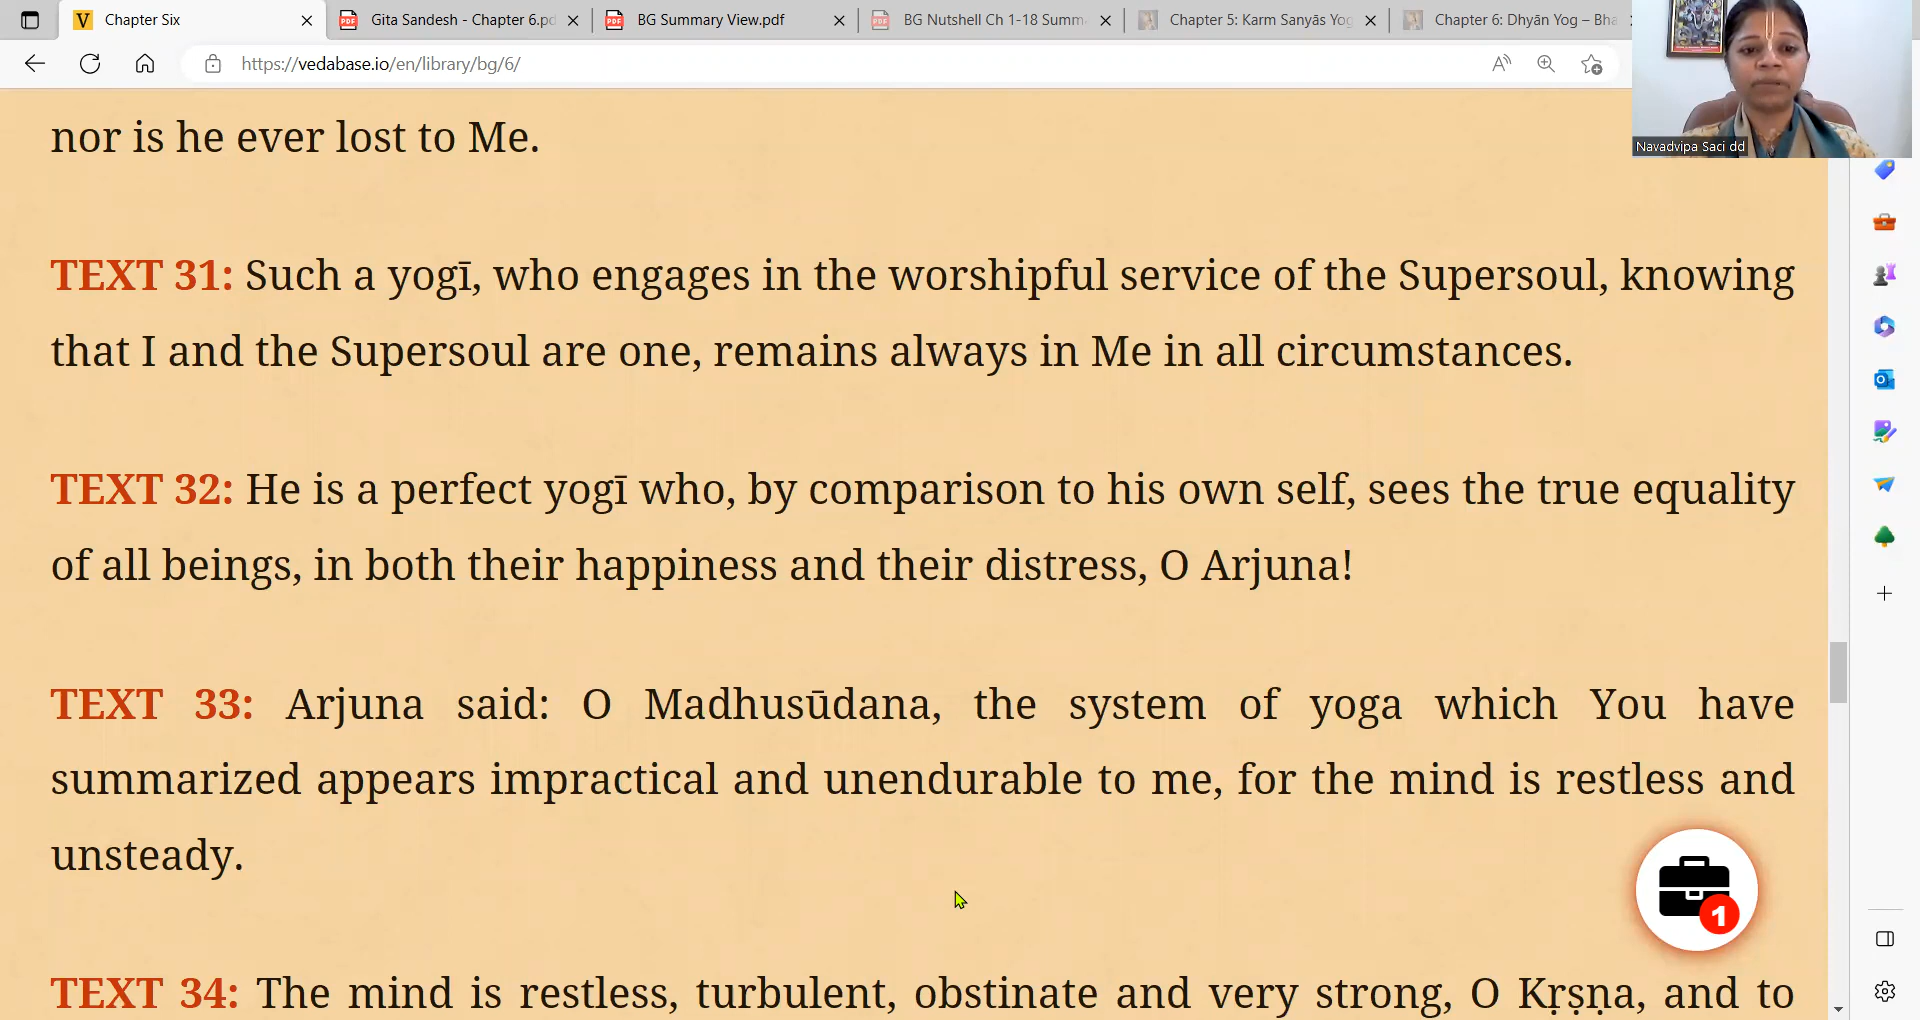 Chapter Six
Gita Sandesh - Chapter 6.pd
BG Summary View.pdf
BG Nutshell Ch 1-18 Summ
Chapter 5: Karm Sanyās Yog
Chapter 6: Dhyān Yog – Bha
https://vedabase.io/en/library/bg/6/
Navadvipa Saci dd
nor is he ever lost to Me.
TEXT 31: Such a yogī, who engages in the worshipful service of the Supersoul, knowing
that I and the Supersoul are one, remains always in Me in all circumstances.
TEXT 32: He is a perfect yogī who, by comparison to his own self, sees the true equality
of all beings, in both their happiness and their distress, O Arjuna!
TEXT 33: Arjuna said: O Madhusūdana, the system of yoga which You have
summarized appears impractical and unendurable to me, for the mind is restless and
unsteady.
1
TEXT 34: The mind is restless, turbulent, obstinate and very strong, O Kṛṣṇa, and to